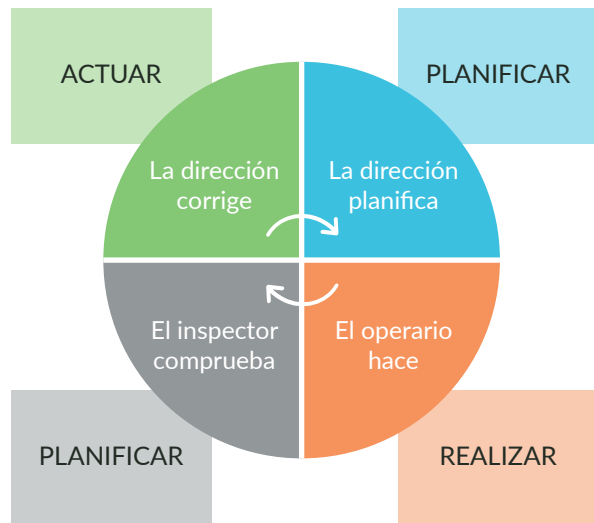 ACTUAR
PLANIFICAR
La dirección
corrige
La dirección
planifica
El inspector
comprueba
El operario
hace
PLANIFICAR
REALIZAR